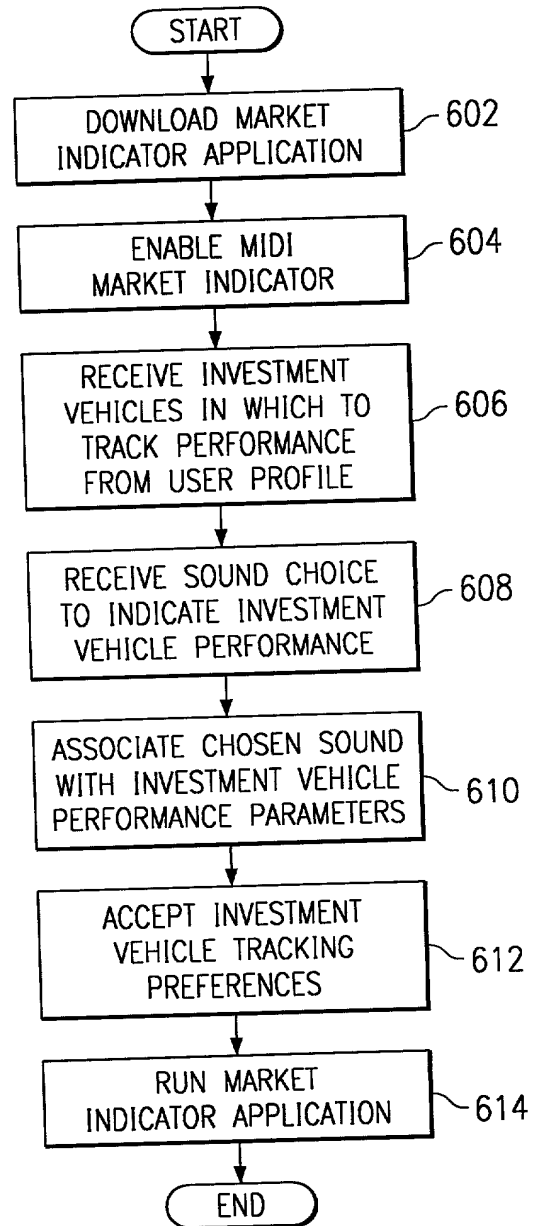 START
DOWNLOAD MARKET
INDICATOR APPLICATION
602
ENABLE MIDI
MARKET INDICATOR
604
RECEIVE INVESTMENT
VEHICLES IN WHICH TO
TRACK PERFORMANCE
FROM USER PROFILE
606
RECEIVE SOUND CHOICE
TO INDICATE INVESTMENT
VEHICLE PERFORMANCE
608
ASSOCIATE CHOSEN SOUND
WITH INVESTMENT VEHICLE
PERFORMANCE PARAMETERS
610
ACCEPT INVESTMENT
VEHICLE TRACKING
PREFERENCES
612
RUN MARKET
INDICATOR APPLICATION
614
END